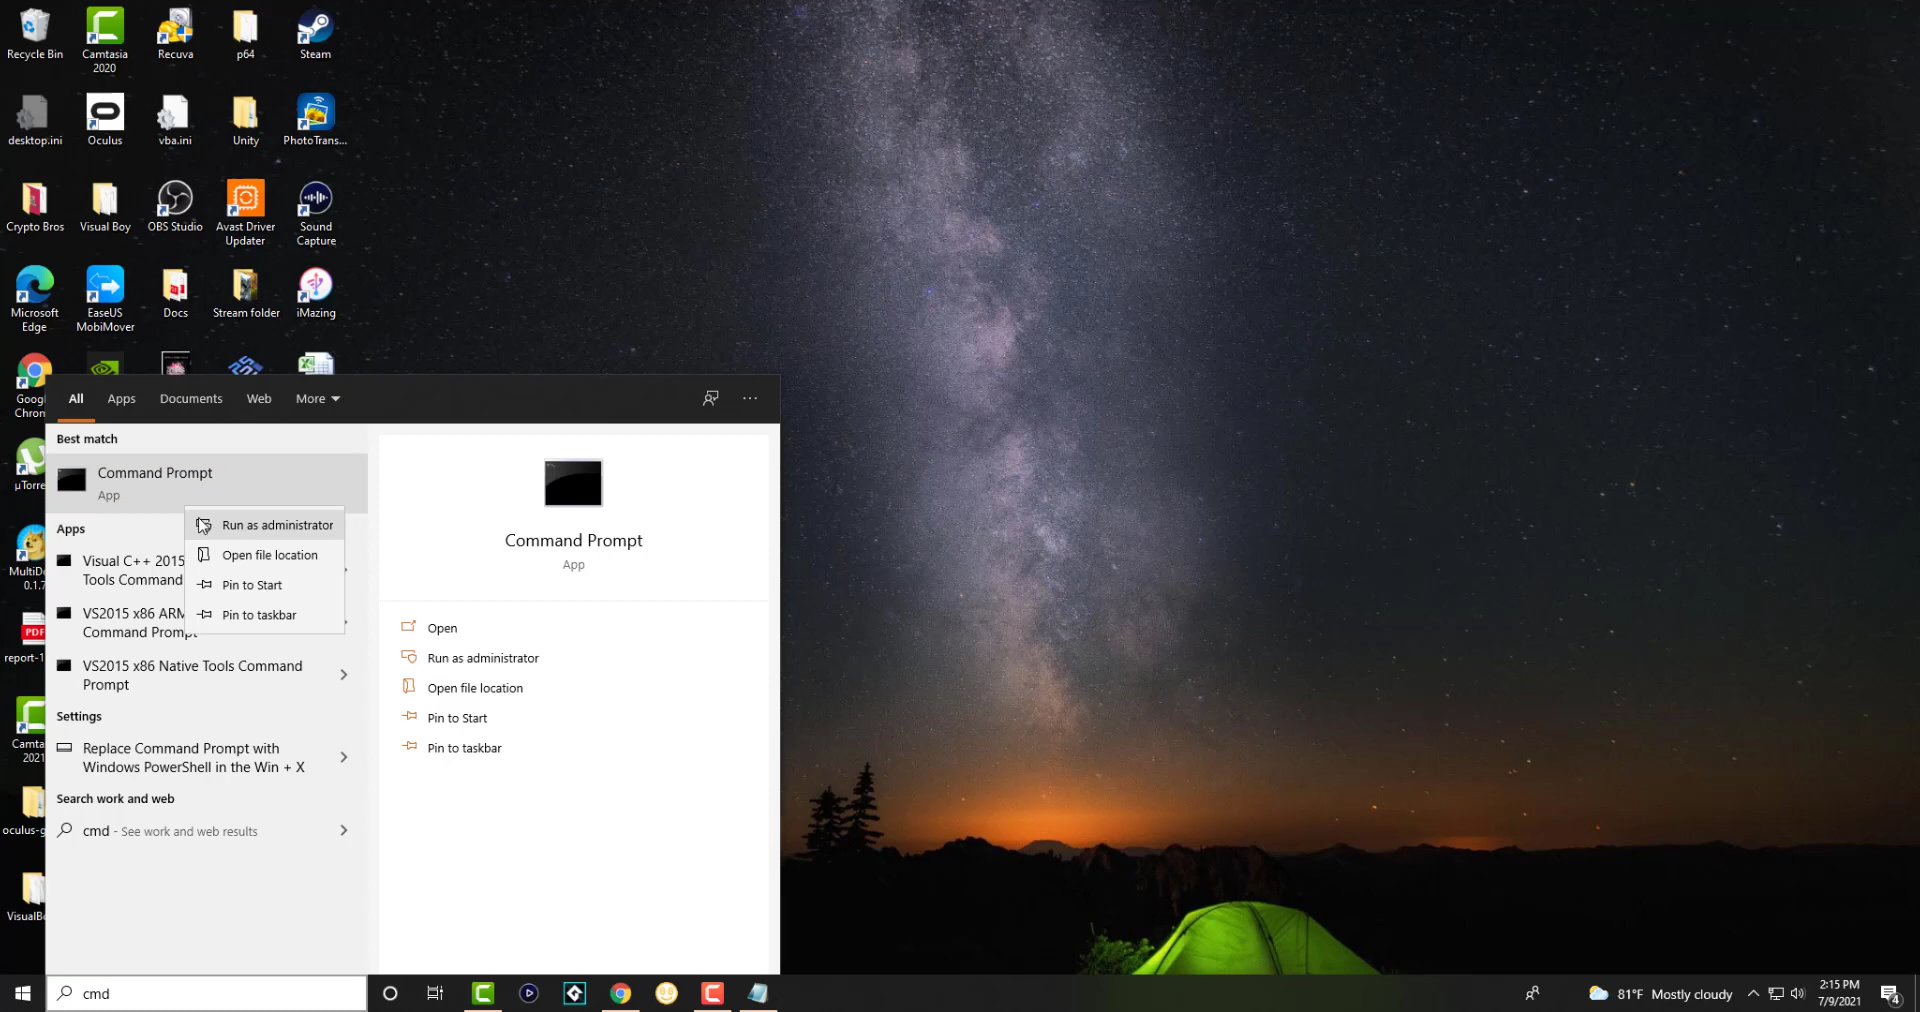 Recycle Bin
Camtasia
2020
Recuva
p64
Steam
desktop.ini
Oculus
vba.ini
Unity
PhotoTrans...
Crypto Bros
Visual Boy
OBS Studio
Avast Driver
Updater
Sound
Capture
Microsoft
Edge
EaseUS
MobiMover
Docs
Stream folder
iMazing
Goog
Chron
µTorre
MultiDo
0.1.7
PDF
report-1
Camta
2021
oculus-g
VisualBo
All
Apps
Documents
Web
More
Best match
Command Prompt
App
Apps
Visual C++ 2015
Tools Command
VS2015 x86 ARM
Command Prompt
VS2015 x86 Native Tools Command
Prompt
Run as administrator
Open file location
Pin to Start
Pin to taskbar
Settings
Replace Command Prompt with
Windows PowerShell in the Win + X
Search work and web
cmd - See work and web results
Command Prompt
App
Open
Run as administrator
Open file location
Pin to Start
Pin to taskbar
cmd
81°F Mostly cloudy
2:15 PM
7/9/2021
4